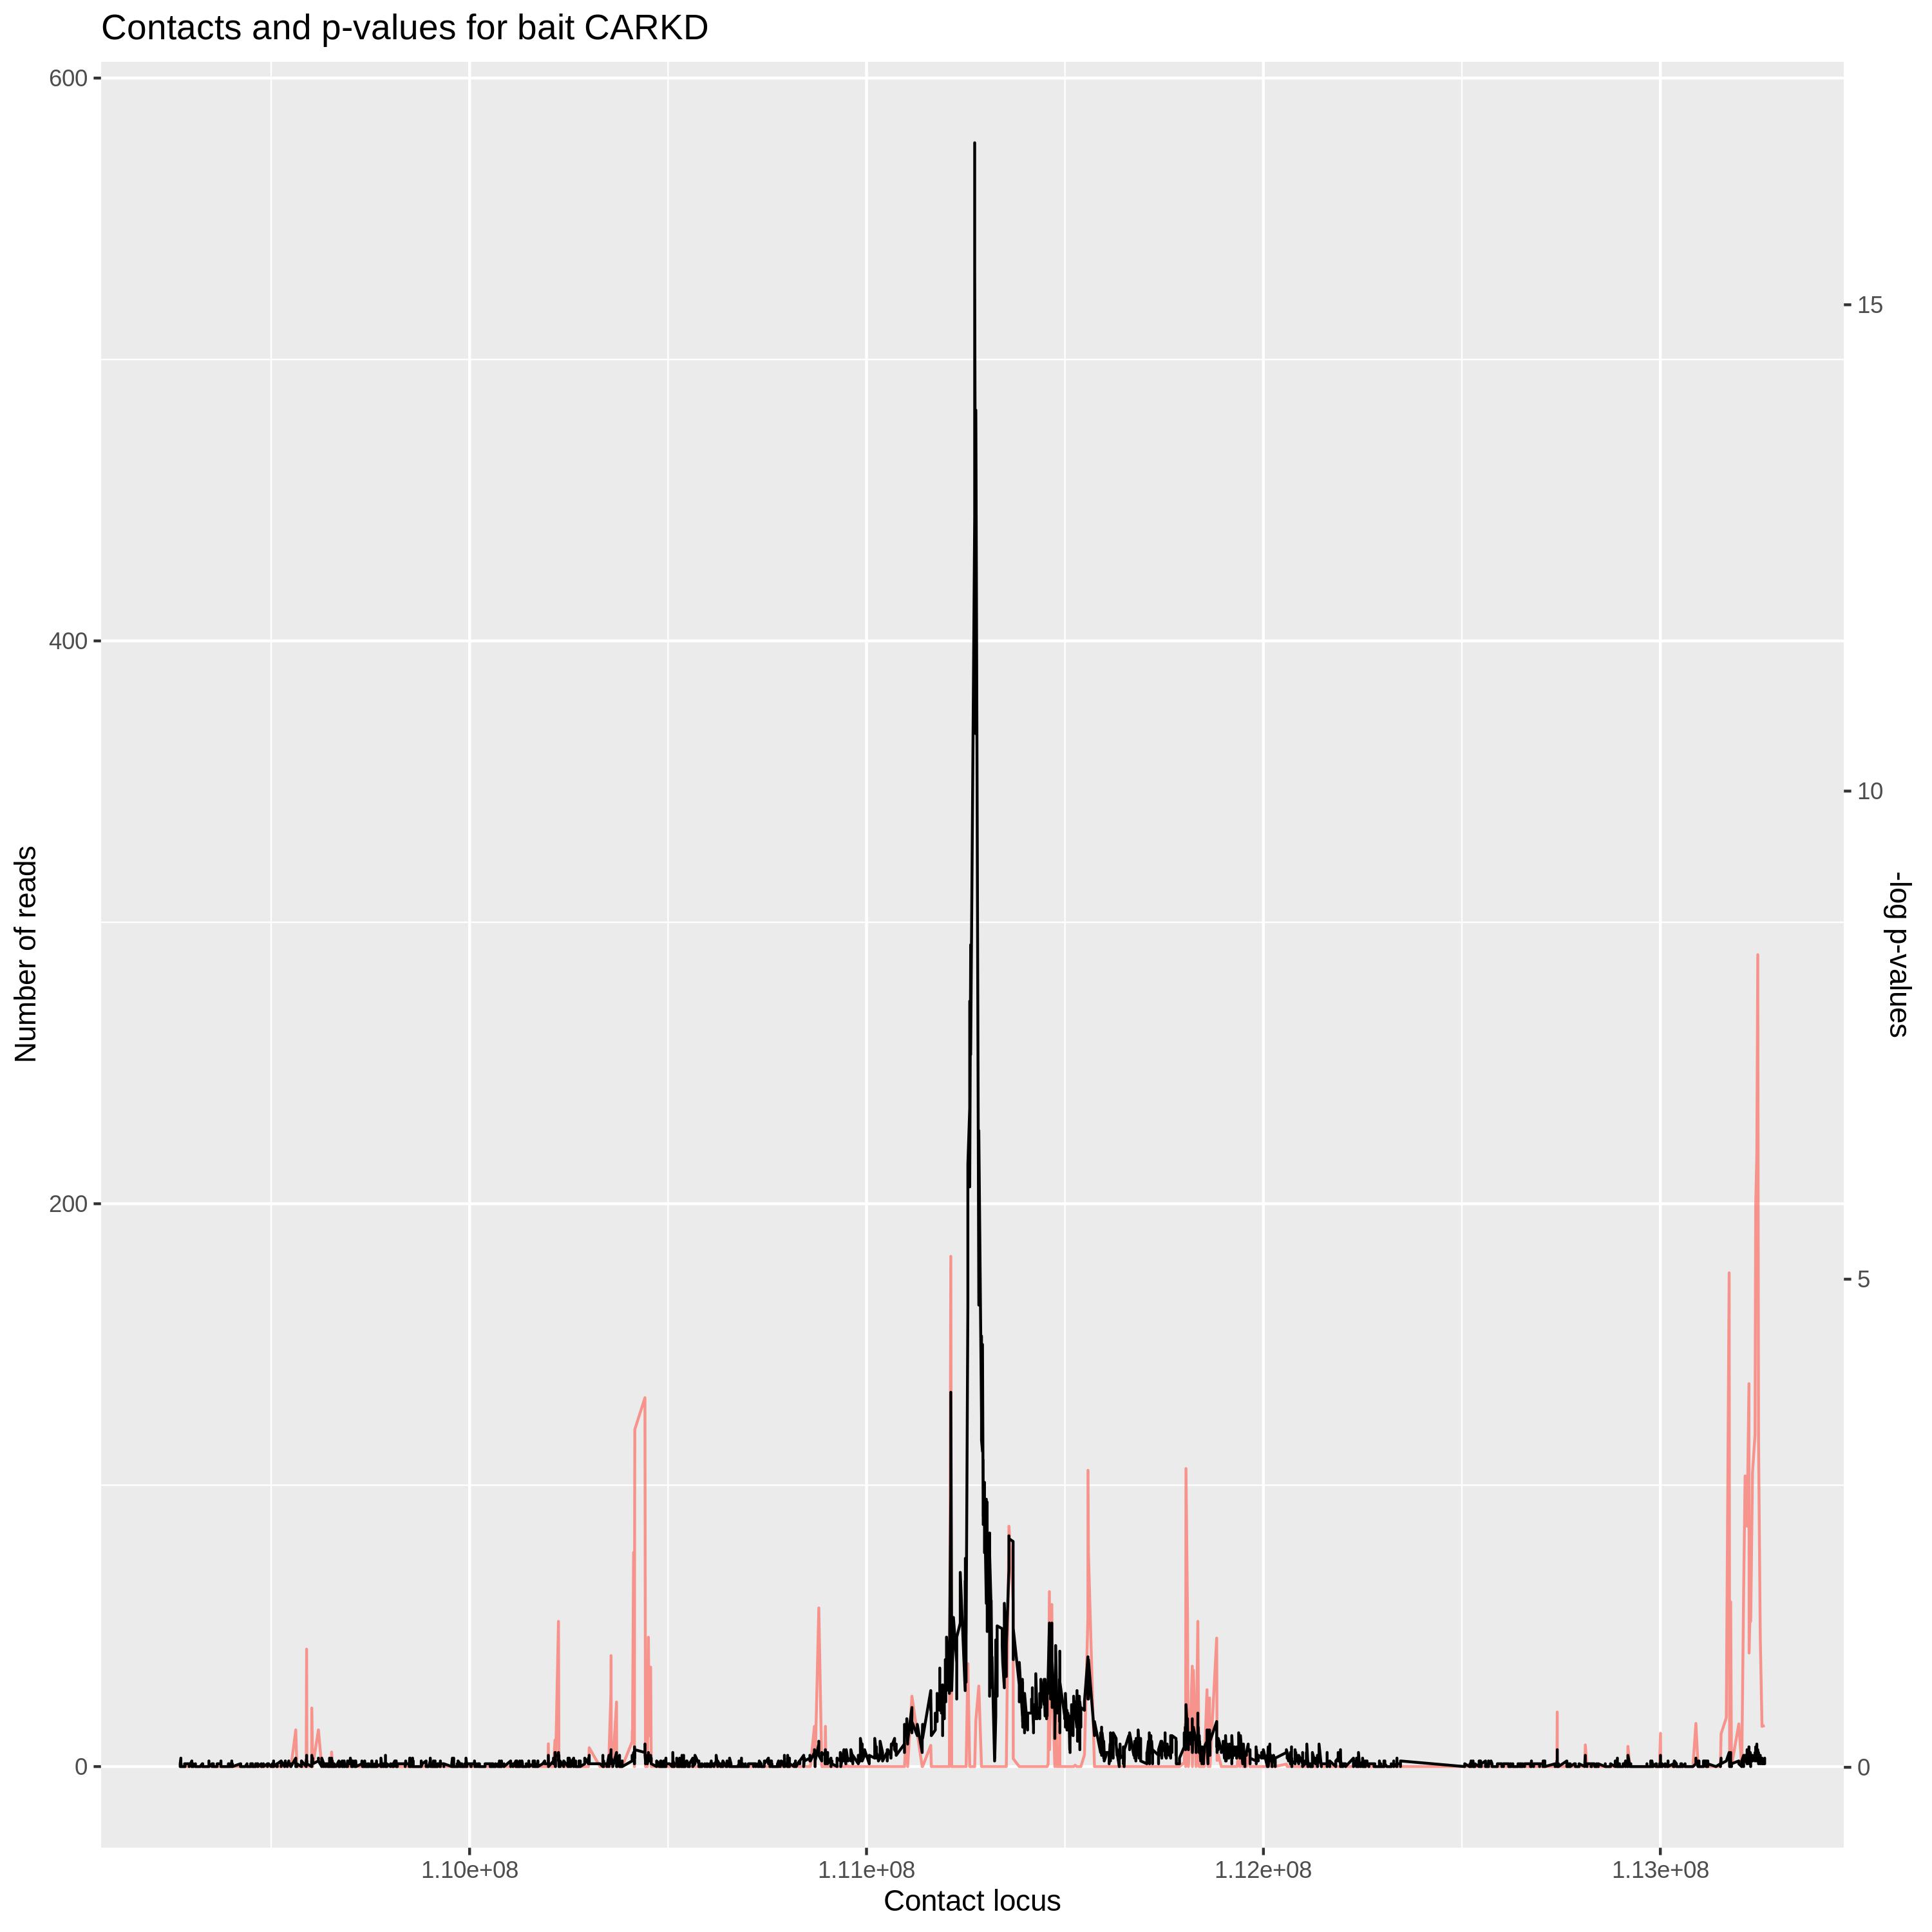 Contacts and p-values for bait CARKD
600
400
200
0
Number of reads
15
10
5
0
-log p-values
1.10e+08
1.11e+08
1.12e+08
1.13e+08
Contact locus